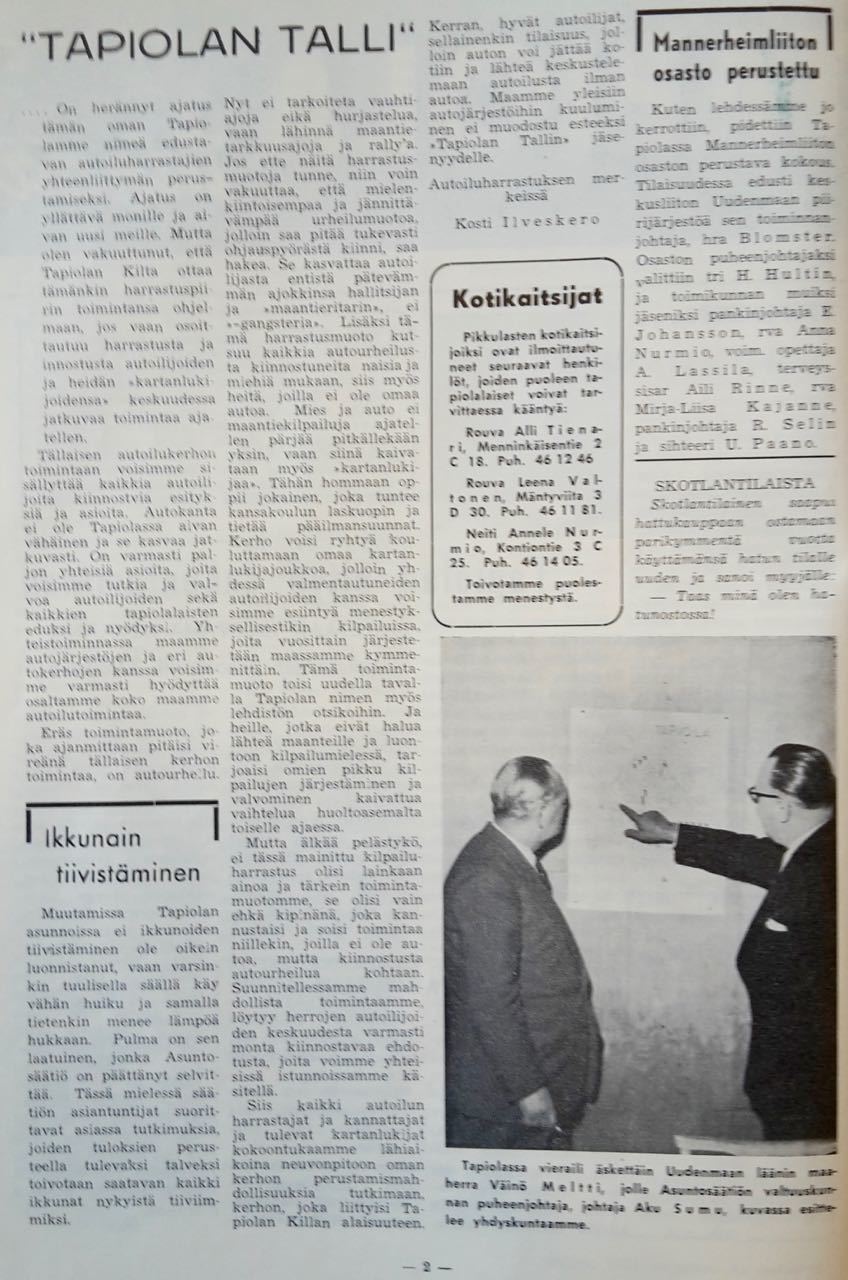 "TAPIOLAN TALLI"
.... On herännyt ajatus
tämän oman Tapio-
lamme nimeä edusta-
van autoiluharrastajien
yhteenliittymän perus-
tamiseksi. Ajatus on
yllättävä monille ja ai-
van uusi meille. Mutta
olen vakuuttunut, että
Tapiolan Kilta ottaa
tämänkin harrastuspii-
rin toimintansa ohjel-
maan, jos vaan osoit-
tautuu harrastusta ja
innostusta autoilijoiden
ja heidän »kartanluki-
joidensa» keskuudessa
jatkuvaa toimintaa aja-
tellen.
Tällaisen autoilukerhon
toimintaan voisimme si-
sällyttää kaikkia autoili-
joita kiinnostvia esityk-
siä ja asioita. Autokanta
ei ole Tapiolassa aivan
vähäinen ja se kasvaa jat-
kuvasti. On varmasti pal-
jon yhteisiä asioita, joita
voisimme tutkia ja val-
voa autoilijoiden sekä
kaikkien tapiolalaisten
eduksi ja nyödyksi. Yh-
teistoiminnassa maamme
autojärjestöjen ja eri au-
tokerhojen kanssa voisim-
me varmasti hyödyttää
osaltamme koko maamme
autoilutoimintaa.
Eräs toimintamuoto, jo-
ka ajanmittaan pitäisi vi-
reänä tällaisen kerhon
toimintaa, on autourheilu.
Nyt ei tarkoiteta vauhti-
ajoja eikä hurjastelua,
vaan lähinnä maantie-
tarkkuusajoja ja rally'a.
Jos ette näitä harrastus-
muotoja tunne, niin voin
vakuuttaa, että mielen-
kiintoisempaa ja jännittä-
vämpää urheilumuotoa,
jolloin saa pitää tukevasti
ohjauspyörästä kiinni, saa
hakea. Se kasvattaa autoi-
lijasta entistä päteväm-
män ajokkinsa hallitsijan
ja »maantieritarin», ei
»-gangsteria». Lisäksi tä-
mä harrastusmuoto kut-
suu kaikkia autourheilus-
ta kiinnostuneita naisia ja
miehiä mukaan, siis myös
heitä, joilla ei ole omaa
autoa. Mies ja auto ei
maantiekilpailuja ajatel-
len pärjää pitkällekään
yksin, vaan siinä kaiva-
taan myös »kartanluki-
jaa». Tähän hommaan op-
pii jokainen, joka tuntee
kansakoulun laskuopin ja
tietää pääilmansuunnat.
Kerho voisi ryhtyä kou-
luttamaan omaa kartan-
lukijajoukkoa, jolloin yh-
dessä valmentautuneiden
autoilijoiden kanssa voi-
simme esiintyä menestyk-
sellisestikin kilpailuissa,
joita vuosittain järjeste-
tään maassamme kymme-
nittäin. Tämä toiminta-
muoto toisi uudella taval-
la Tapiolan nimen myös
lehdistön otsikoihin. Ja
heille, jotka eivät halua
lähteä maanteille ja luon-
toon kilpailumielessä, tar-
joaisi omien pikku kil-
pailujen järjestäminen ja
valvominen kaivattua
vaihtelua huoltoasemalta
toiselle ajaessa.
Mutta älkää pelästykö,
ei tässä mainittu kilpailu-
harrastus olisi lainkaan
ainoa ja tärkein toiminta-
muotomme, se olisi vain
ehkä kipinänä, joka kan-
nustaisi ja soisi toimintaa
niillekin, joilla ei ole au-
toa, mutta kiinnostusta
autourheilua kohtaan.
Suunnitellessamme mah-
dollista toimintaamme,
löytyy herrojen autoilijoi-
den keskuudesta varmasti
monta kiinnostavaa ehdo-
tusta, joita voimme yhtei-
sissä istunnoissamme kä-
sitellä.
Siis kaikki autoilun
harrastajat ja kannattajat
ja tulevat kartanlukijat
kokoontukaamme lähiai-
koina neuvonpitoon oman
kerhon perustamismah-
dollisuuksia tutkimaan,
kerhon, joka liittyisi Ta-
piolan Killan alaisuuteen.
Kerran, hyvät autoilijat,
sellainenkin tilaisuus, jol-
loin auton voi jättää ko-
tiin ja lähteä keskustele-
maan autoilusta ilman
autoa. Maamme yleisiin
autojärjestöihin kuulumi-
nen ei muodostu esteeksi
»Tapiolan Tallin» jäse-
nyydelle.
Autoiluharrastuksen mer-
keissä
Kosti Ilveskero
Ikkunain
tiivistäminen
Muutamissa Tapiolan
asunnoissa ei ikkunoiden
tiivistäminen ole oikein
luonnistanut, vaan varsin-
kin tuulisella säällä käy
vähän huiku ja samalla
tietenkin menee lämpöä
hukkaan. Pulma on sen
laatuinen, jonka Asunto-
säätiö on päättänyt selvit-
tää. Tässä mielessä sää-
tiön asiantuntijat suorit-
tavat asiassa tutkimuksia,
joiden tuloksien perus-
teella tulevaksi talveksi
toivotaan saatavan kaikki
ikkunat nykyistä tiiviim-
miksi.
Kotikaitsijat
Pikkulasten kotikaitsi-
joiksi ovat ilmoittautu-
neet seuraavat henki-
löt, joiden puoleen ta-
piolalaiset voivat tar-
vittaessa kääntyä:
Rouva Alli Tiena-
ri, Menninkäisentie 2
C 18. Puh. 46 12 46
Rouva Leena Val-
tonen, Mäntyviita 3
D 30. Puh. 46 11 81.
Neiti Annele Nur-
mio, Kontiontie 3 C
25. Puh. 46 14 05.
Toivotamme puoles-
tamme menestystä.
Mannerheimliiton
osasto perustettu
Kuten lehdessämme jo
kerrottiin, pidettiin Ta-
piolassa Mannerheimliiton
osaston perustava kokous.
Tilaisuudessa edusti kes-
kusliiton Uudenmaan pii-
rijärjestöä sen toiminnan-
johtaja, hra Blomster.
Osaston puheenjohtajaksi
valittiin tri H. Hultin,
ja toimikunnan muiksi
jäseniksi pankinjohtaja E.
Johansson, rva Anna
Nurmio, voim. opettaja
A. Lassila, terveys-
sisar Aili Rinne, rva
Mirja-Liisa Kajanne,
pankinjohtaja R. Selin
ja sihteeri U. Paano.
SKOTLANTILAISTA
Skotlantilainen saapui
hattukauppaan ostamaan
parikymmentä vuotta
käyttämänsä hatun tilalle
uuden ja sanoi myyjälle:
— Taas minä olen ha-
tunostossa!
TAPIOLA
Tapiolassa vieraili äskettäin Uudenmaan läänin maa-
herra Väinö Meltti, jolle Asuntosäätiön valtuuskun-
nan puheenjohtaja, johtaja Aku Sumu, kuvassa esitte-
lee yhdyskuntaamme.
— 2 —